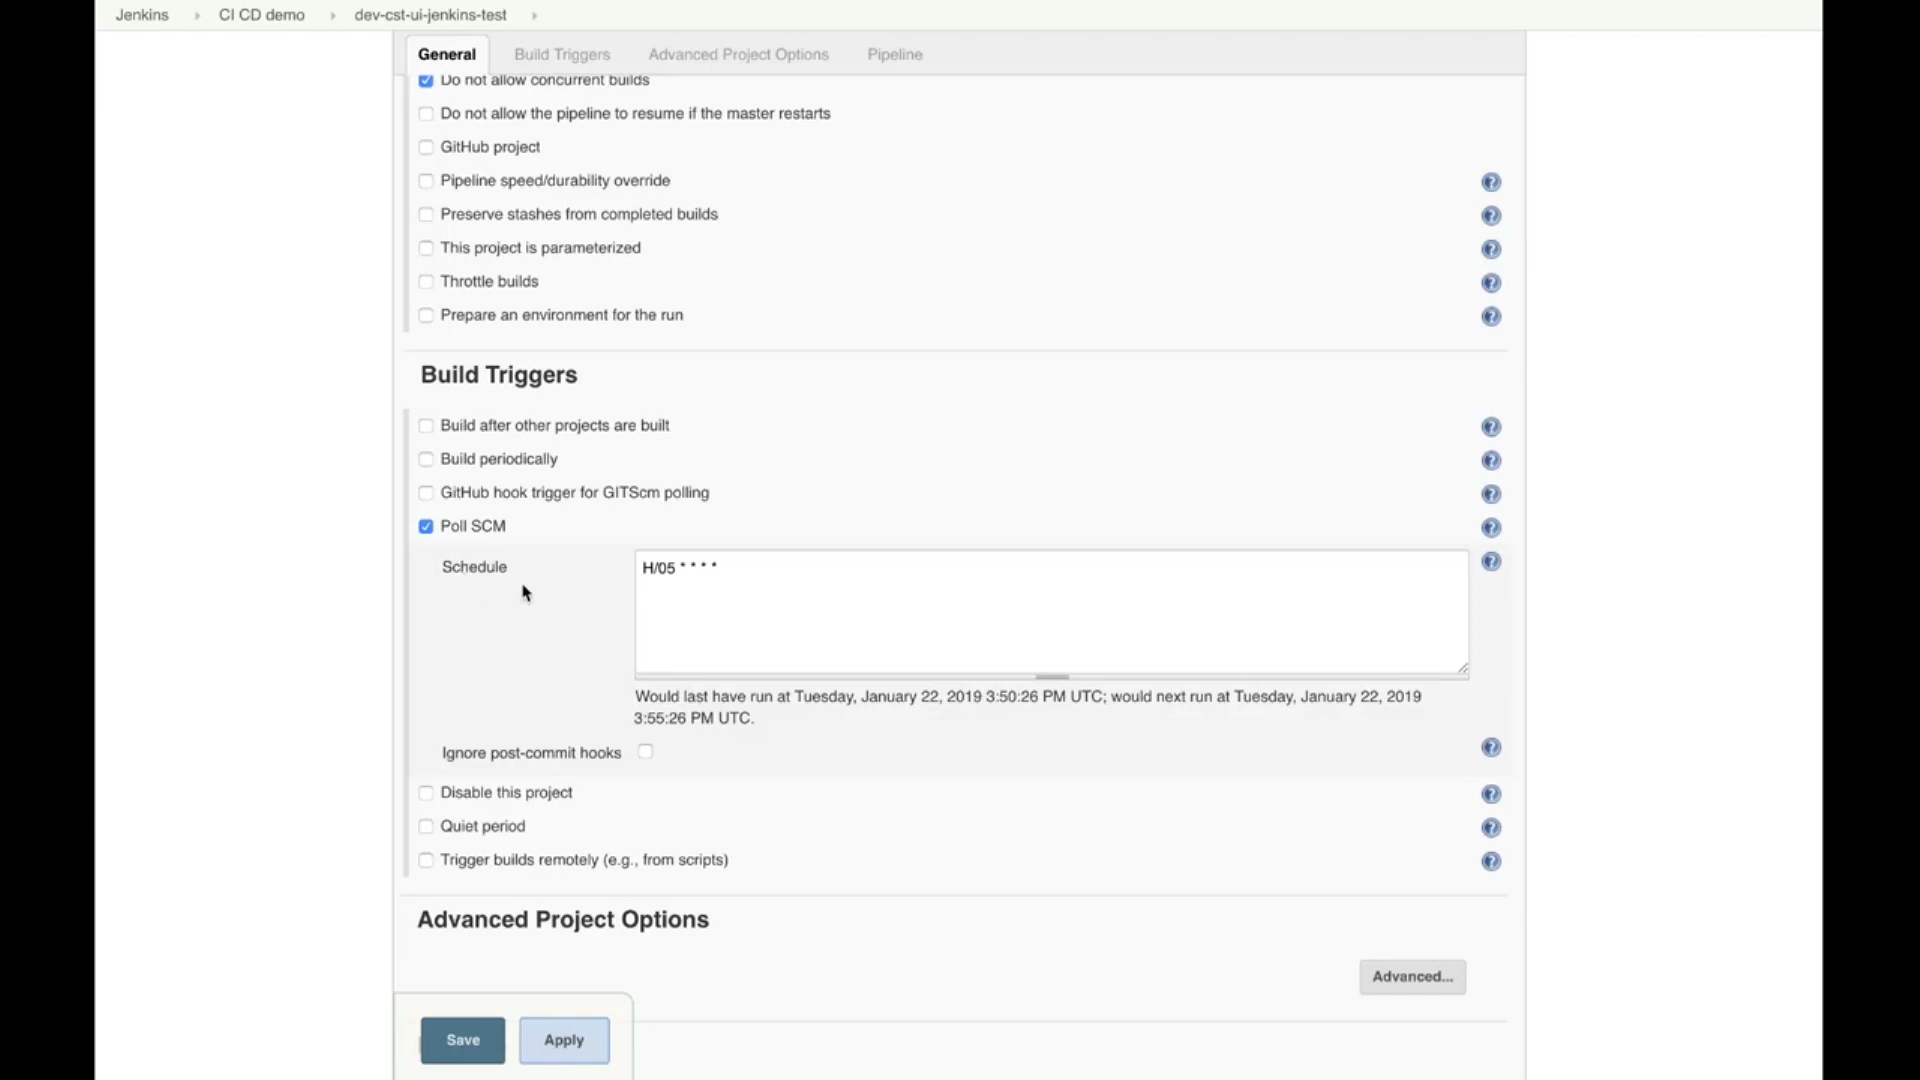 Jenkins CI CD demo dev-cst-ui-jenkins-test
General Build Triggers Advanced Project Options Pipeline
Do not allow concurrent builds
Do not allow the pipeline to resume if the master restarts
GitHub project
Pipeline speed/durability override
Preserve stashes from completed builds
This project is parameterized
Throttle builds
Prepare an environment for the run
Build Triggers
Build after other projects are built
Build periodically
GitHub hook trigger for GITScm polling
Poll SCM
Schedule H/05 * * * *
Would last have run at Tuesday, January 22, 2019 3:50:26 PM UTC; would next run at Tuesday, January 22, 2019
3:55:26 PM UTC.
Ignore post-commit hooks
Disable this project
Quiet period
Trigger builds remotely (e.g., from scripts)
Advanced Project Options
Advanced...
Save Apply